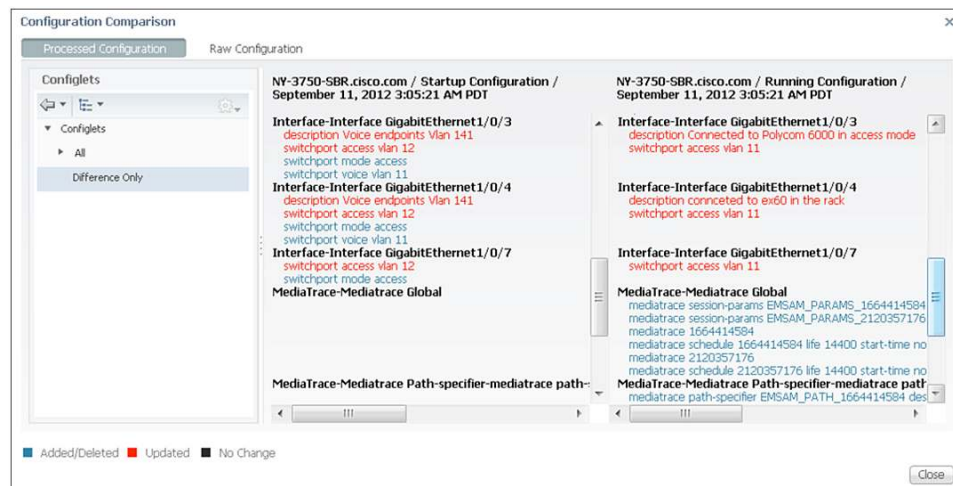 Configuration Comparison
Processed Configuration
Raw Configuration
Configlets
Configlets
All
Difference Only
NY-3750-SBR.cisco.com / Startup Configuration /
September 11, 2012 3:05:21 AM PDT
Interface-Interface GigabitEthernet1/0/3
description Voice endpoints Vlan 141
switchport access vlan 12
switchport mode access
switchport voice vlan 11
Interface-Interface GigabitEthernet1/0/4
description Voice endpoints Vlan 141
switchport access vlan 12
switchport mode access
switchport voice vlan 11
Interface-Interface GigabitEthernet1/0/7
switchport access vlan 12
switchport mode access
MediaTrace-Mediatrace Global
MediaTrace-Mediatrace Path-specifier-mediatrace path-
NY-3750-SBR.cisco.com / Running Configuration /
September 11, 2012 3:05:21 AM PDT
Interface-Interface GigabitEthernet1/0/3
description Connected to Polycom 6000 in access mode
switchport access vlan 11
Interface-Interface GigabitEthernet1/0/4
description connceted to ex60 in the rack
switchport access vlan 11
Interface-Interface GigabitEthernet1/0/7
switchport access vlan 11
MediaTrace-Mediatrace Global
mediatrace session-params EMSAM_PARAMS_1664414584
mediatrace session-params EMSAM_PARAMS_2120357176
mediatrace 1664414584
mediatrace schedule 1664414584 life 14400 start-time no
mediatrace 2120357176
mediatrace schedule 2120357176 life 14400 start-time no
MediaTrace-Mediatrace Path-specifier-mediatrace path
mediatrace path-specifier EMSAM_PATH_1664414584 des
Added/Deleted
Updated
No Change
Close